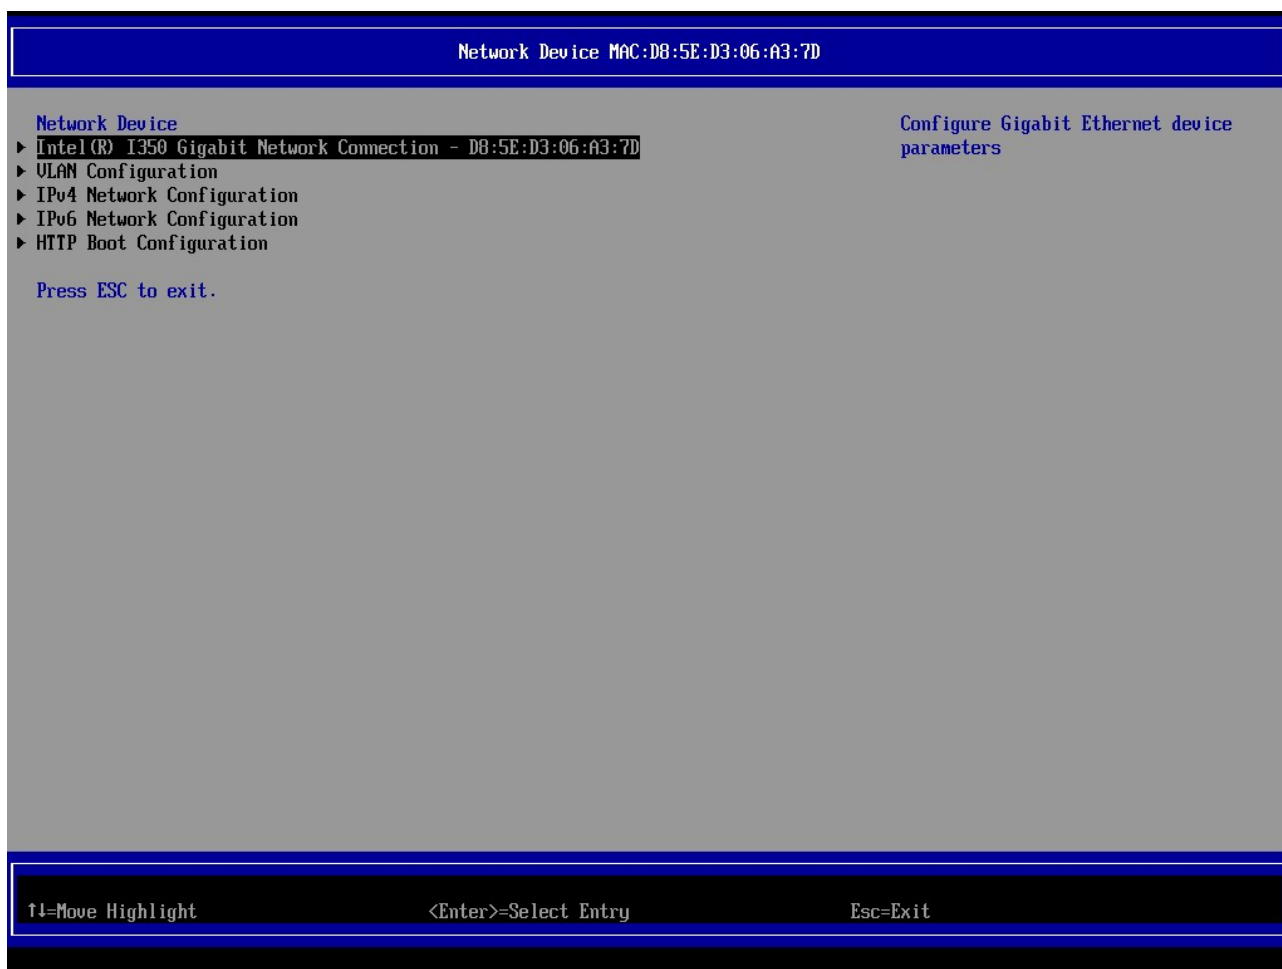 Network Device MAC:D8:5E:D3:06:A3:7D
Network Device
Intel(R) I350 Gigabit Network Connection - D8:5E:D3:06:A3:7D
VLAN Configuration
IPv4 Network Configuration
IPv6 Network Configuration
HTTP Boot Configuration
Press ESC to exit.
Configure Gigabit Ethernet device
parameters
↑↓=Move Highlight <Enter>=Select Entry Esc=Exit